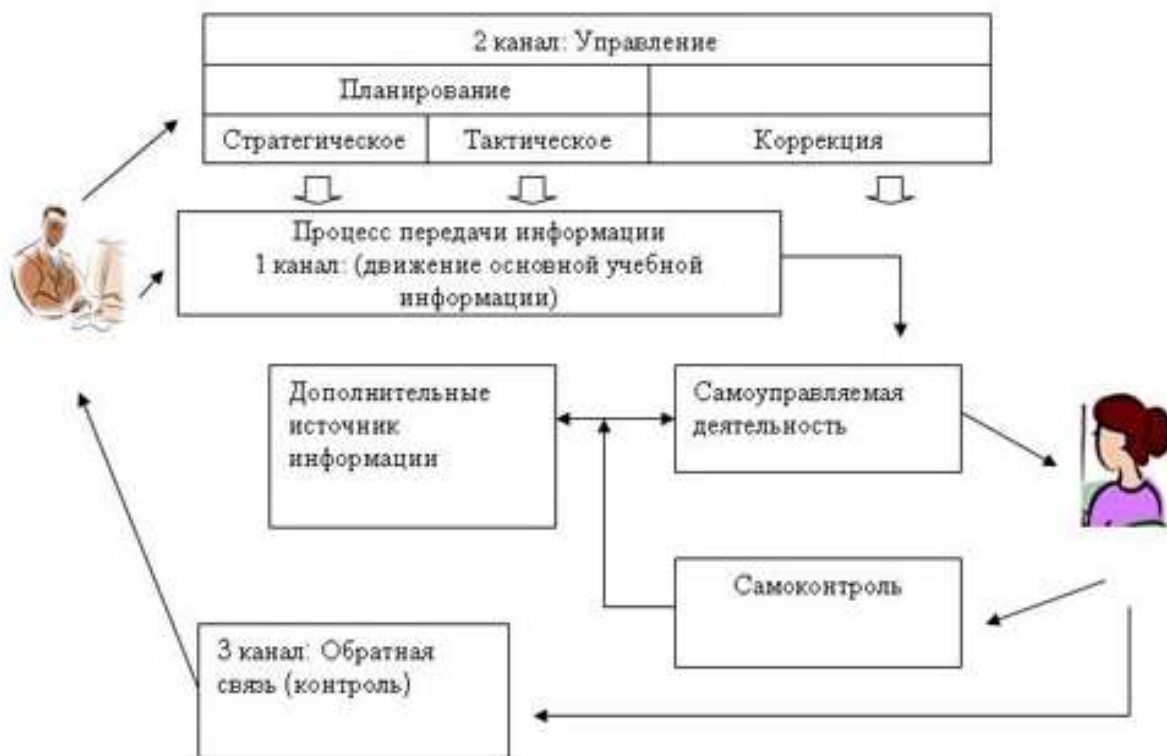 2 канал: Управление
Планирование
Стратегическое
Тактическое
Коррекция
Процесс передачи информации
1 канал: (движение основной учебной
информации)
Дополнительные
источник
информации
Самоуправляемая
деятельность
Самоконтроль
3 канал: Обратная
связь (контроль)